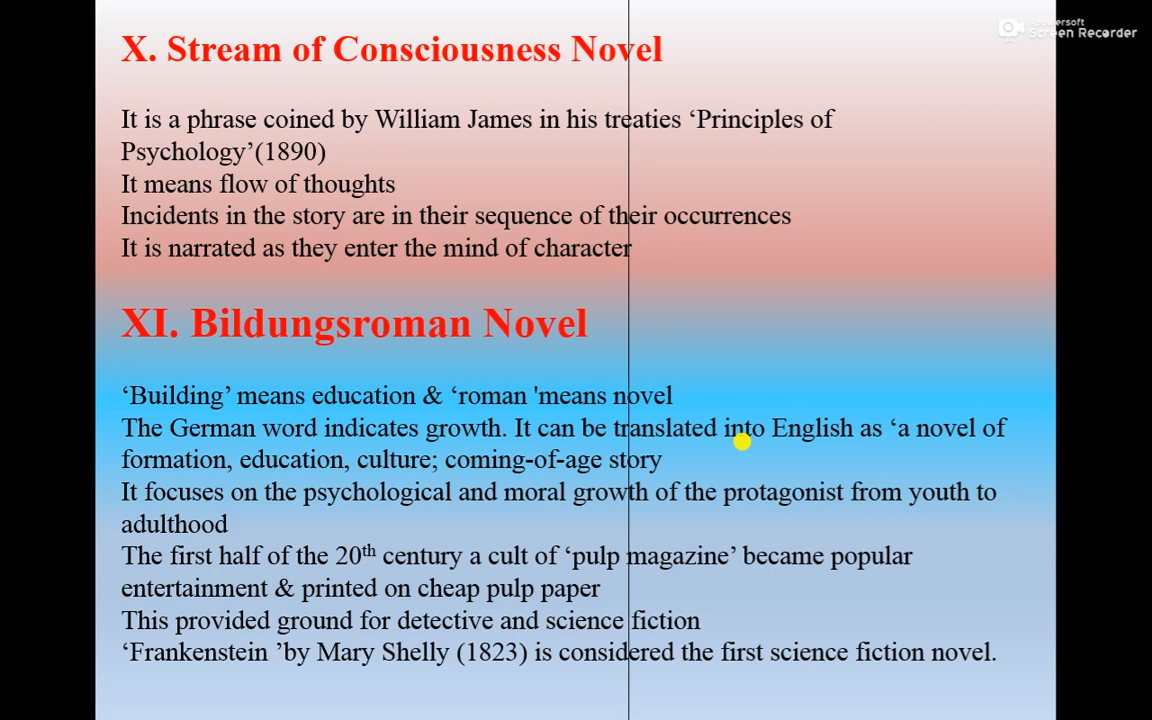 Apowersoft
Screen Recorder
X. Stream of Consciousness Novel
It is a phrase coined by William James in his treaties ‘Principles of
Psychology’(1890)
It means flow of thoughts
Incidents in the story are in their sequence of their occurrences
It is narrated as they enter the mind of character
XI. Bildungsroman Novel
‘Building’ means education & ‘roman 'means novel
The German word indicates growth. It can be translated into English as ‘a novel of
formation, education, culture; coming-of-age story
It focuses on the psychological and moral growth of the protagonist from youth to
adulthood
The first half of the 20th century a cult of ‘pulp magazine’ became popular
entertainment & printed on cheap pulp paper
This provided ground for detective and science fiction
‘Frankenstein ’by Mary Shelly (1823) is considered the first science fiction novel.